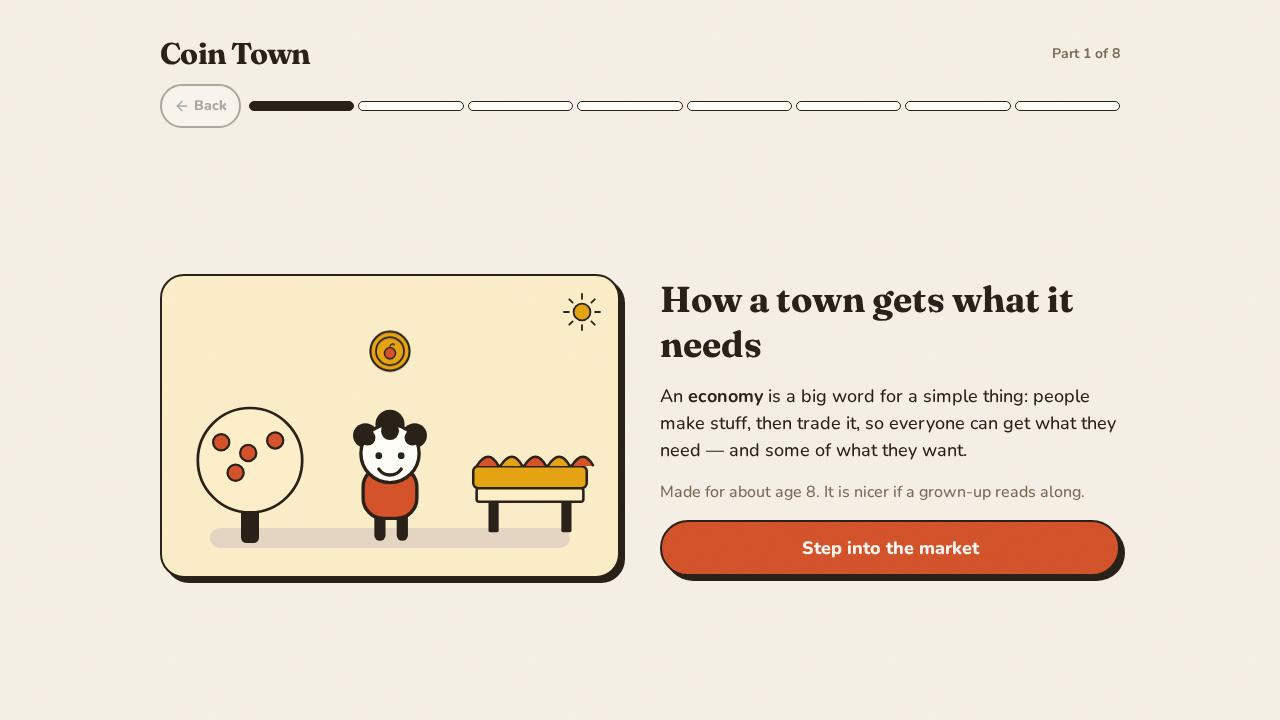 Coin Town
Part 1 of 8
Back
How a town gets what it
needs
An economy is a big word for a simple thing: people
make stuff, then trade it, so everyone can get what they
need — and some of what they want.
Made for about age 8. It is nicer if a grown-up reads along.
Step into the market